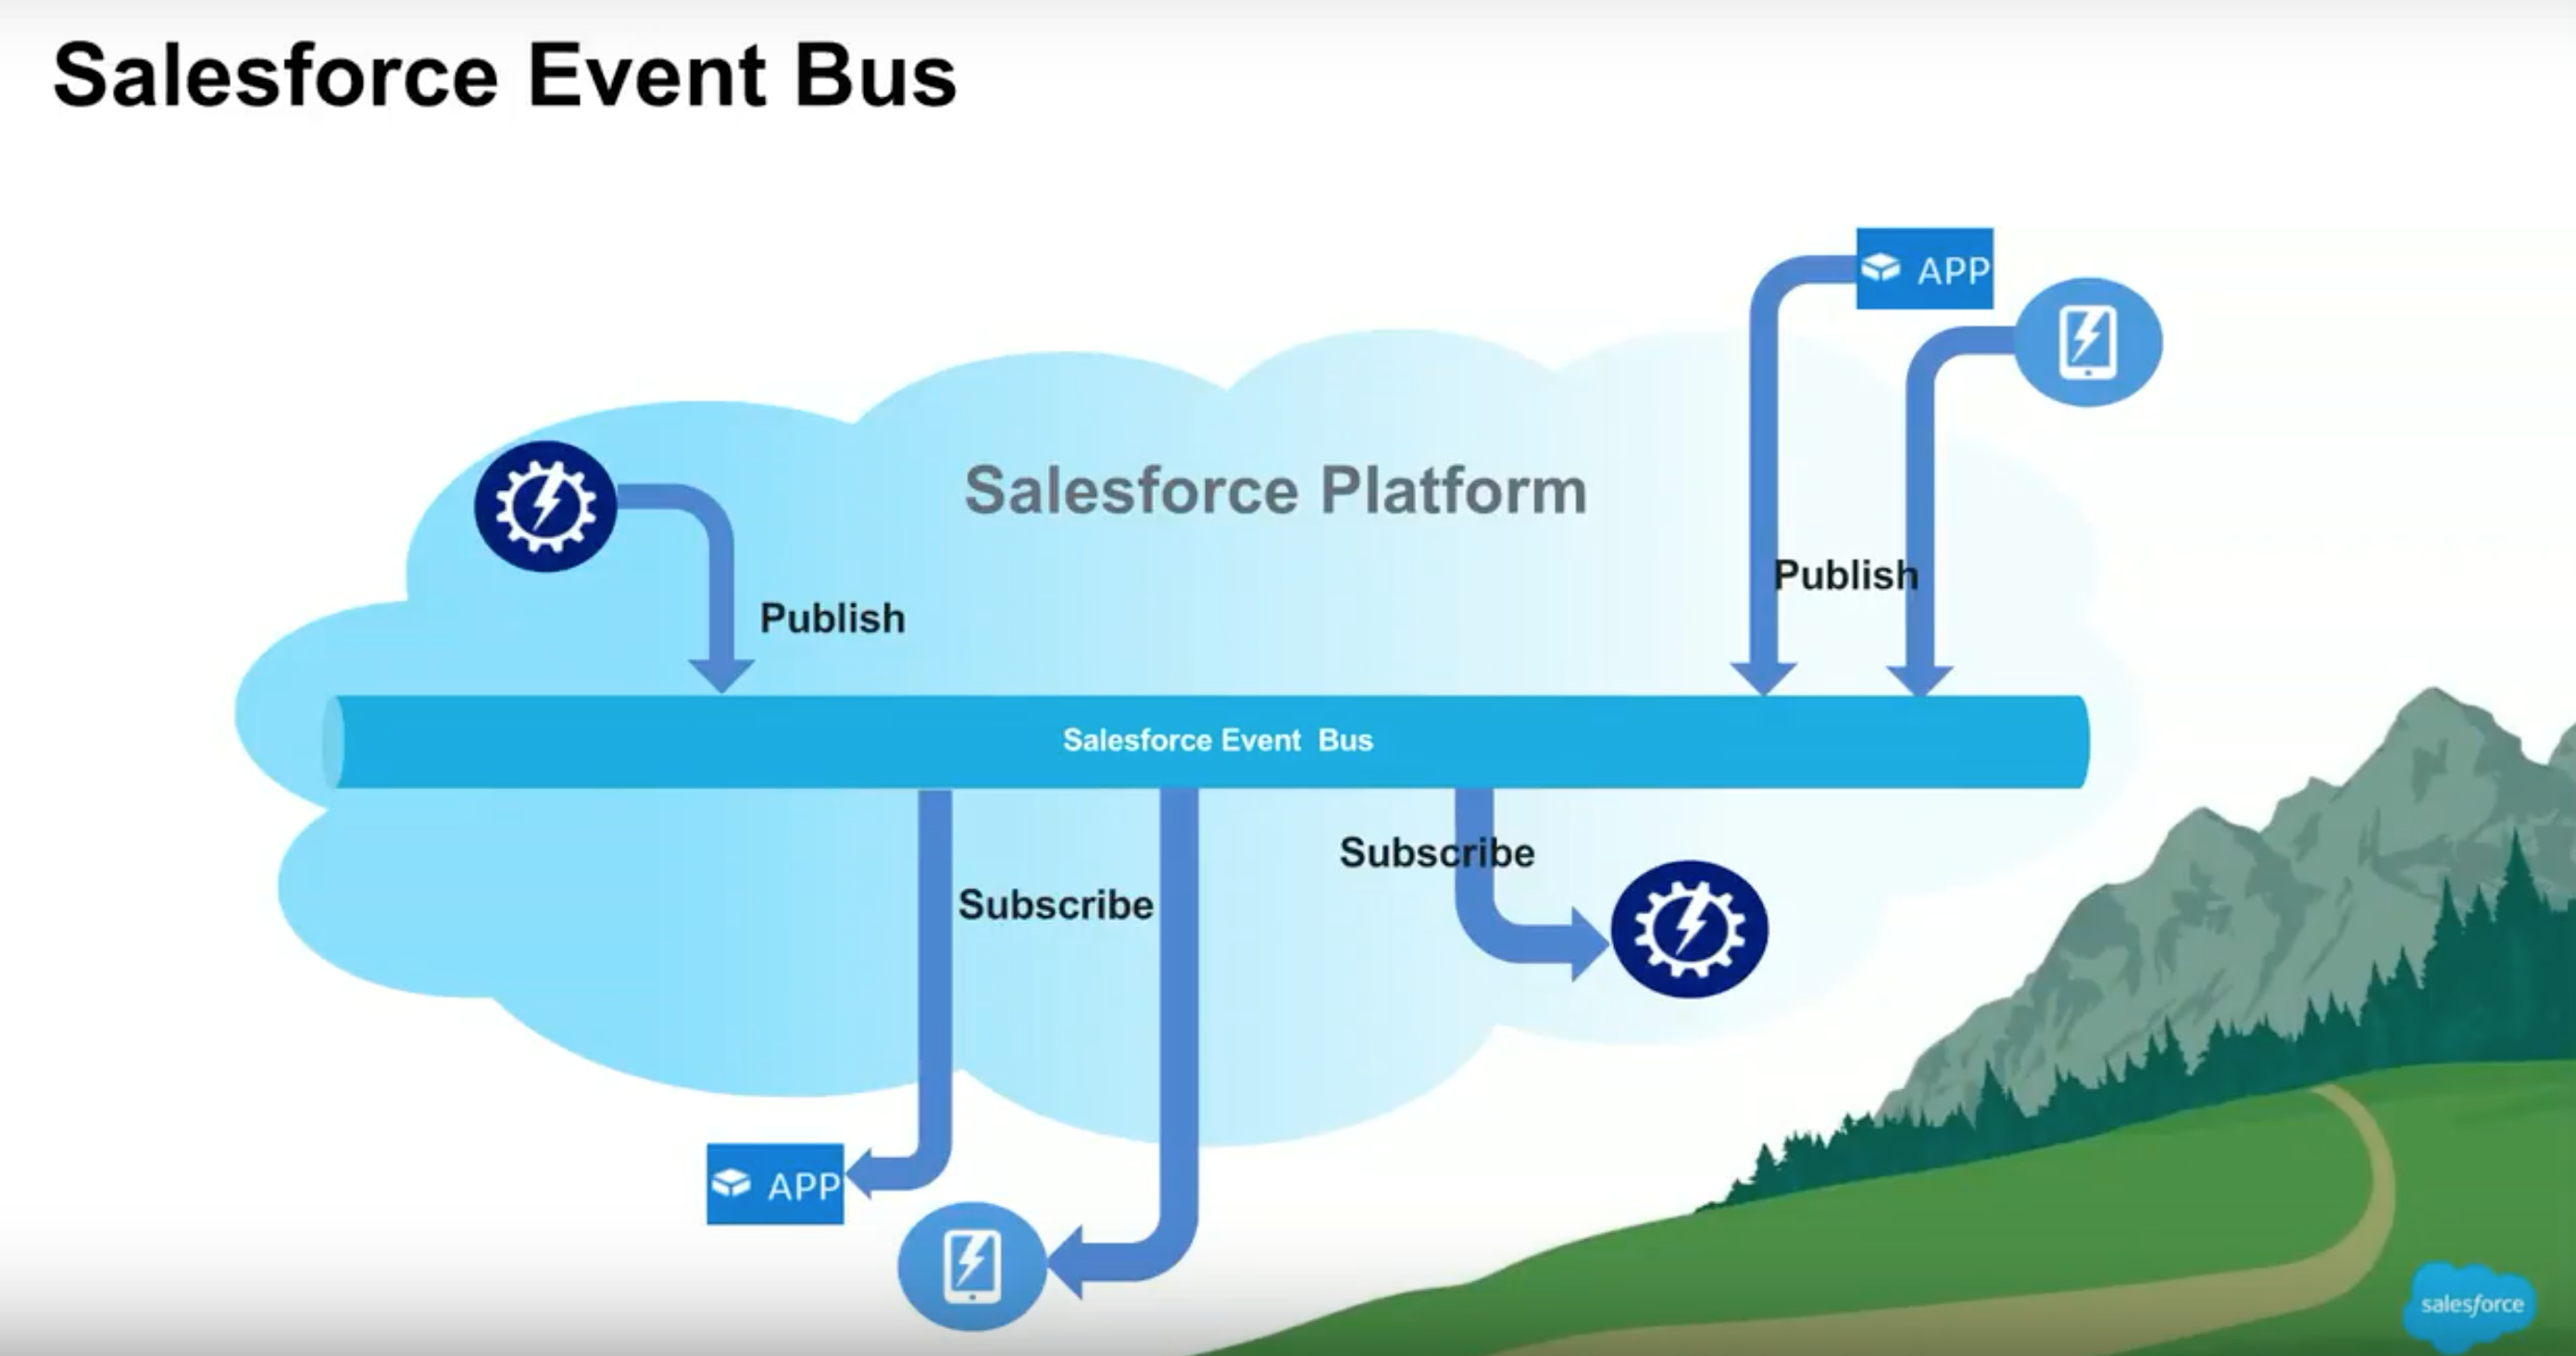 Salesforce Event Bus
APP
Salesforce Platform
Publish
Publish
Salesforce Event Bus
Subscribe
Subscribe
APP
salesforce